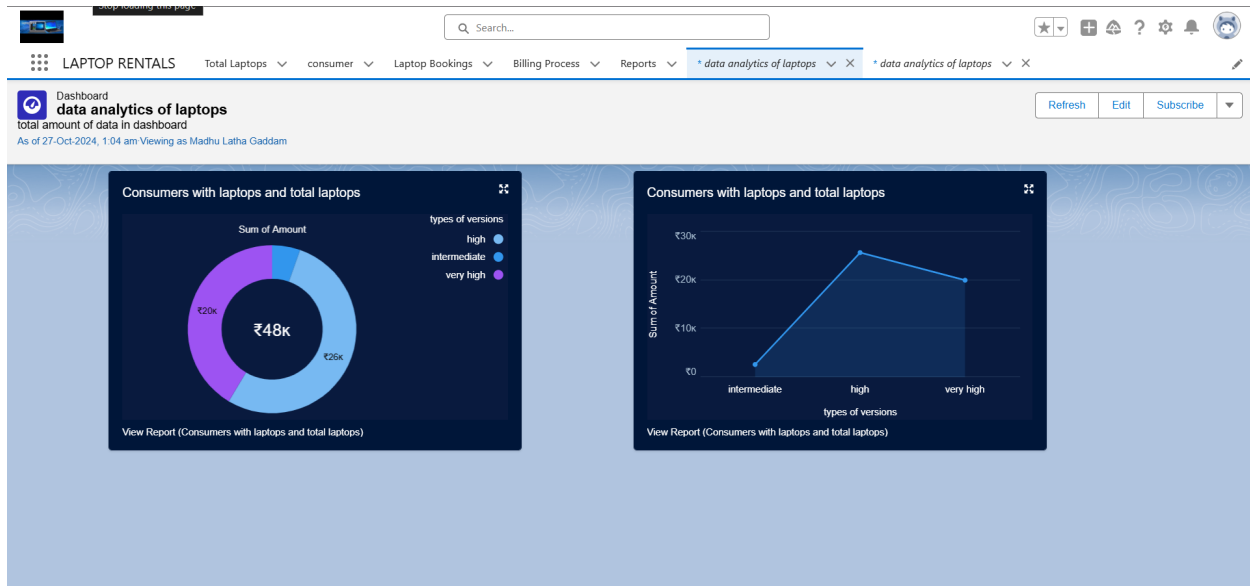 Stop loading this page
Search...
LAPTOP RENTALS
Total Laptops
consumer
Laptop Bookings
Billing Process
Reports
* data analytics of laptops
* data analytics of laptops
Dashboard
data analytics of laptops
total amount of data in dashboard
As of 27-Oct-2024, 1:04 am·Viewing as Madhu Latha Gaddam
Refresh
Edit
Subscribe
Consumers with laptops and total laptops
Sum of Amount
types of versions
high
intermediate
very high
₹20K
₹48K
₹26K
View Report (Consumers with laptops and total laptops)
Consumers with laptops and total laptops
₹30K
₹20K
₹10K
₹0
Sum of Amount
intermediate
high
very high
types of versions
View Report (Consumers with laptops and total laptops)